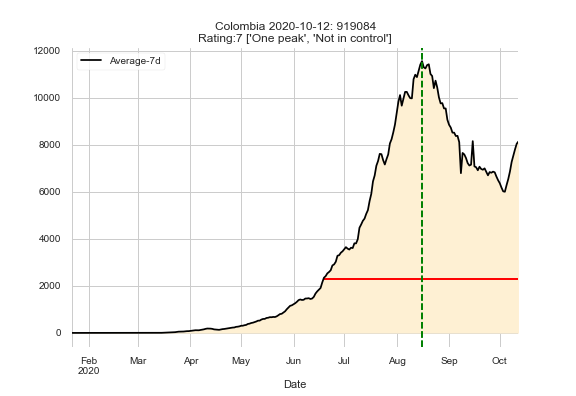 Colombia 2020-10-12: 919084
Rating:7 ['One peak', 'Not in control']
12000
Average-7d
10000
8000
6000
4000
2000
0
Feb Mar Apr May Jun Jul Aug Sep Oct
2020
Date